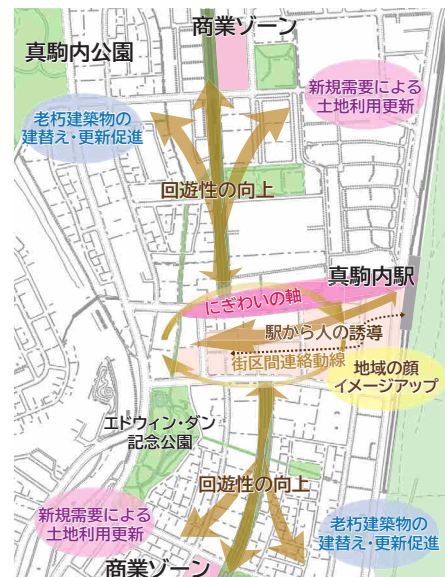 商業ゾーン
真駒内公園
新規需要による
土地利用更新
老朽建築物の
建替え・更新促進
回遊性の向上
真駒内駅
にぎわいの軸
駅から人の誘導
街区間連絡動線
地域の顔
イメージアップ
エドウィン・ダン
記念公園
回遊性の向上
新規需要による
土地利用更新
老朽建築物の
建替え・更新促進
商業ゾーン